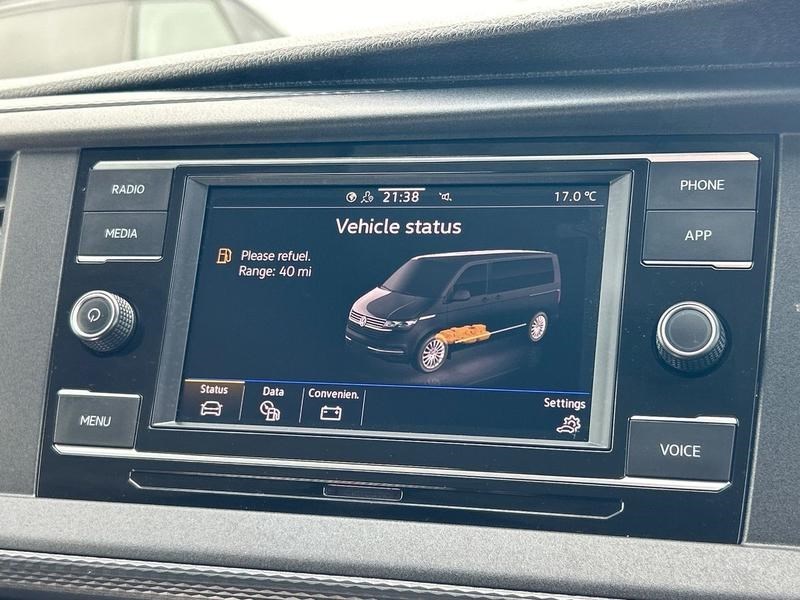 RADIO
MEDIA
MENU
PHONE
APP
VOICE
21:38
17.0 °C
Vehicle status
Please refuel.
Range: 40 mi
Status
Data
Convenien.
Settings